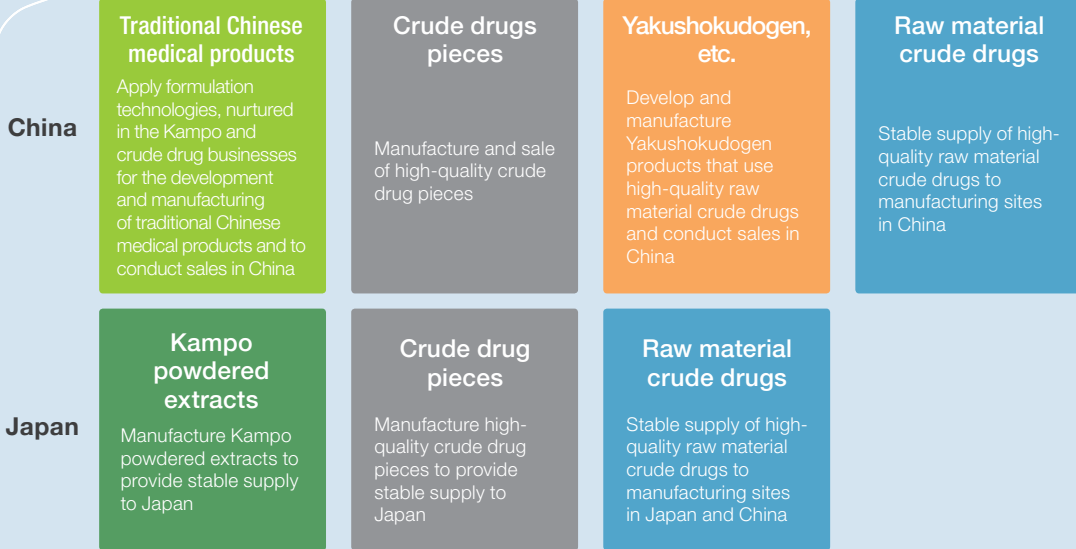 China
Traditional Chinese
medical products
Apply formulation
technologies, nurtured
in the Kampo and
crude drug businesses
for the development
and manufacturing
of traditional Chinese
medical products and to
conduct sales in China
Crude drugs
pieces
Manufacture and sale
of high-quality crude
drug pieces
Yakushokudogen,
etc.
Develop and
manufacture
Yakushokudogen
products that use
high-quality raw
material crude drugs
and conduct sales in
China
Raw material
crude drugs
Stable supply of high-
quality raw material
crude drugs to
manufacturing sites
in China
Japan
Kampo
powdered
extracts
Manufacture Kampo
powdered extracts to
provide stable supply
to Japan
Crude drug
pieces
Manufacture high-
quality crude drug
pieces to provide
stable supply to
Japan
Raw material
crude drugs
Stable supply of high-
quality raw material
crude drugs to
manufacturing sites
in Japan and China